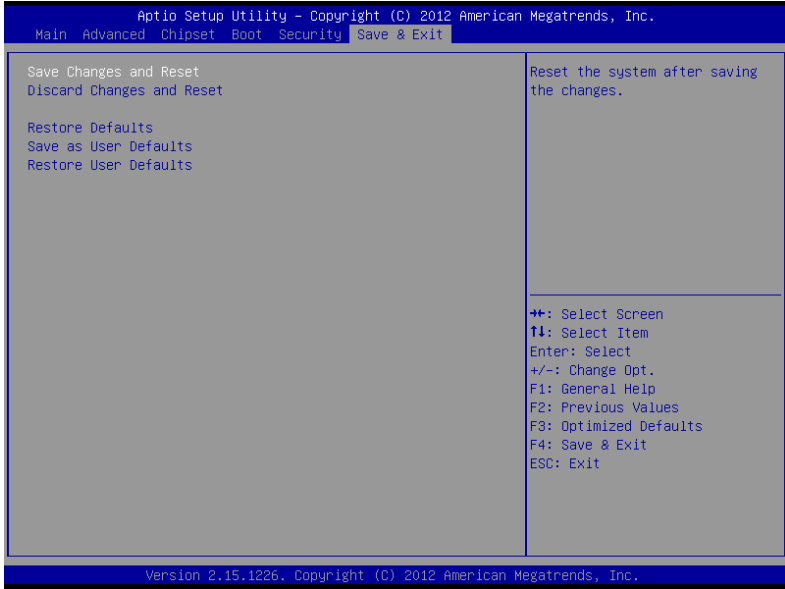 Aptio Setup Utility – Copyright (C) 2012 American Megatrends, Inc.
Main Advanced Chipset Boot Security Save & Exit
Save Changes and Reset
Discard Changes and Reset
Restore Defaults
Save as User Defaults
Restore User Defaults
Reset the system after saving
the changes.
→←: Select Screen
↑↓: Select Item
Enter: Select
+/-: Change Opt.
F1: General Help
F2: Previous Values
F3: Optimized Defaults
F4: Save & Exit
ESC: Exit
Version 2.15.1226. Copyright (C) 2012 American Megatrends, Inc.